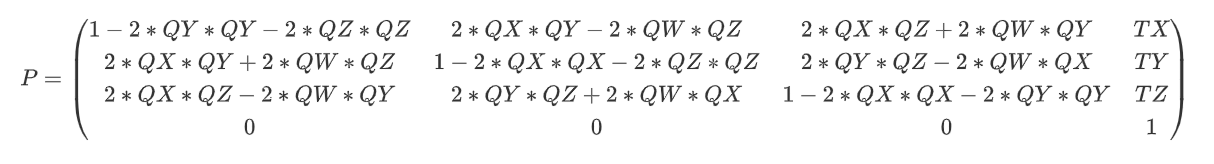 1 − 2 ∗ QY ∗ QY − 2 ∗ QZ ∗ QZ 2 ∗ QX ∗ QY − 2 ∗ QW ∗ QZ 2 ∗ QX ∗ QZ + 2 ∗ QW ∗ QY TX
P = 2 ∗ QX ∗ QY + 2 ∗ QW ∗ QZ 1 − 2 ∗ QX ∗ QX − 2 ∗ QZ ∗ QZ 2 ∗ QY ∗ QZ − 2 ∗ QW ∗ QX TY
2 ∗ QX ∗ QZ − 2 ∗ QW ∗ QY 2 ∗ QY ∗ QZ + 2 ∗ QW ∗ QX 1 − 2 ∗ QX ∗ QX − 2 ∗ QY ∗ QY TZ
0 0 0 1